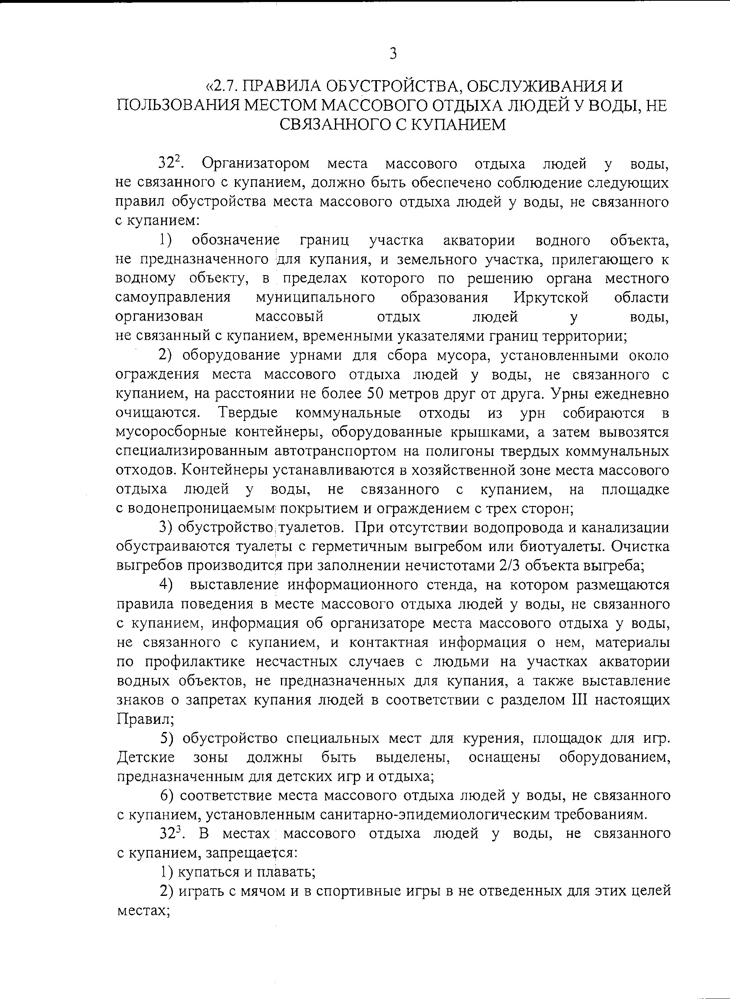 3
«2.7. ПРАВИЛА ОБУСТРОЙСТВА, ОБСЛУЖИВАНИЯ И
ПОЛЬЗОВАНИЯ МЕСТОМ МАССОВОГО ОТДЫХА ЛЮДЕЙ У ВОДЫ, НЕ
СВЯЗАННОГО С КУПАНИЕМ
32². Организатором места массового отдыха людей у воды,
не связанного с купанием, должно быть обеспечено соблюдение следующих
правил обустройства места массового отдыха людей у воды, не связанного
с купанием:
1) обозначение границ участка акватории водного объекта,
не предназначенного для купания, и земельного участка, прилегающего к
водному объекту, в пределах которого по решению органа местного
самоуправления муниципального образования Иркутской области
организован массовый отдых людей у воды,
не связанный с купанием, временными указателями границ территории;
2) оборудование урнами для сбора мусора, установленными около
ограждения места массового отдыха людей у воды, не связанного с
купанием, на расстоянии не более 50 метров друг от друга. Урны ежедневно
очищаются. Твердые коммунальные отходы из урн собираются в
мусоросборные контейнеры, оборудованные крышками, а затем вывозятся
специализированным автотранспортом на полигоны твердых коммунальных
отходов. Контейнеры устанавливаются в хозяйственной зоне места массового
отдыха людей у воды, не связанного с купанием, на площадке
с водонепроницаемым покрытием и ограждением с трех сторон;
3) обустройство туалетов. При отсутствии водопровода и канализации
обустраиваются туалеты с герметичным выгребом или биотуалеты. Очистка
выгребов производится при заполнении нечистотами 2/3 объекта выгреба;
4) выставление информационного стенда, на котором размещаются
правила поведения в месте массового отдыха людей у воды, не связанного
с купанием, информация об организаторе места массового отдыха у воды,
не связанного с купанием, и контактная информация о нем, материалы
по профилактике несчастных случаев с людьми на участках акватории
водных объектов, не предназначенных для купания, а также выставление
знаков о запретах купания людей в соответствии с разделом III настоящих
Правил;
5) обустройство специальных мест для курения, площадок для игр.
Детские зоны должны быть выделены, оснащены оборудованием,
предназначенным для детских игр и отдыха;
6) соответствие места массового отдыха людей у воды, не связанного
с купанием, установленным санитарно-эпидемиологическим требованиям.
32³. В местах массового отдыха людей у воды, не связанного
с купанием, запрещается:
1) купаться и плавать;
2) играть с мячом и в спортивные игры в не отведенных для этих целей
местах;